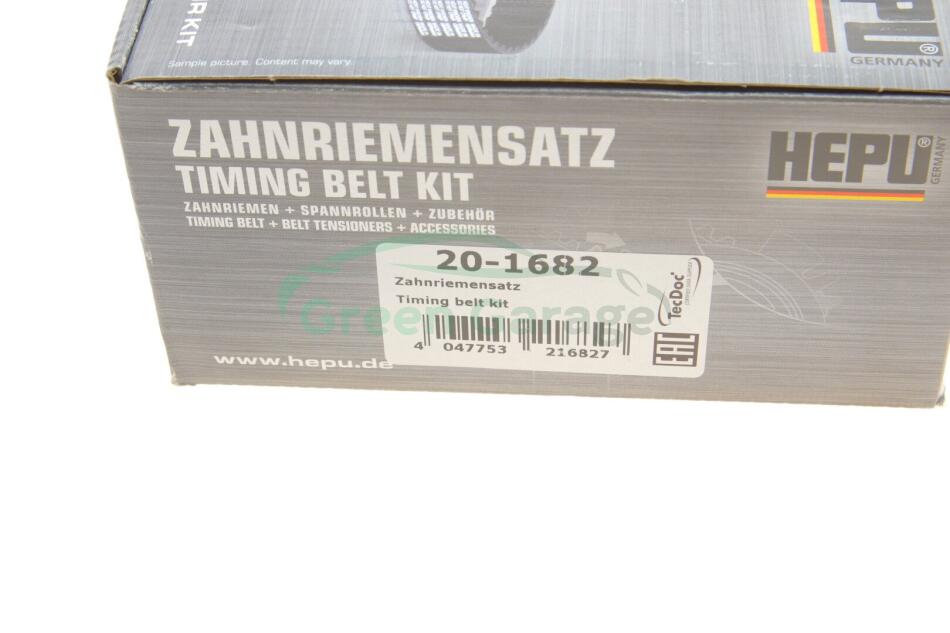 R KIT
Sample picture. Content may vary.
HEPU®
GERMANY
ZAHNRIEMENSATZ
TIMING BELT KIT
ZAHNRIEMEN + SPANNROLLEN + ZUBEHÖR
TIMING BELT + BELT TENSIONERS + ACCESSORIES
HEPU®
GERMANY
20-1682
Zahnriemensatz
Timing belt kit
TecDoc
EAC
Green Garage
4 047753 216827
www.hepu.de